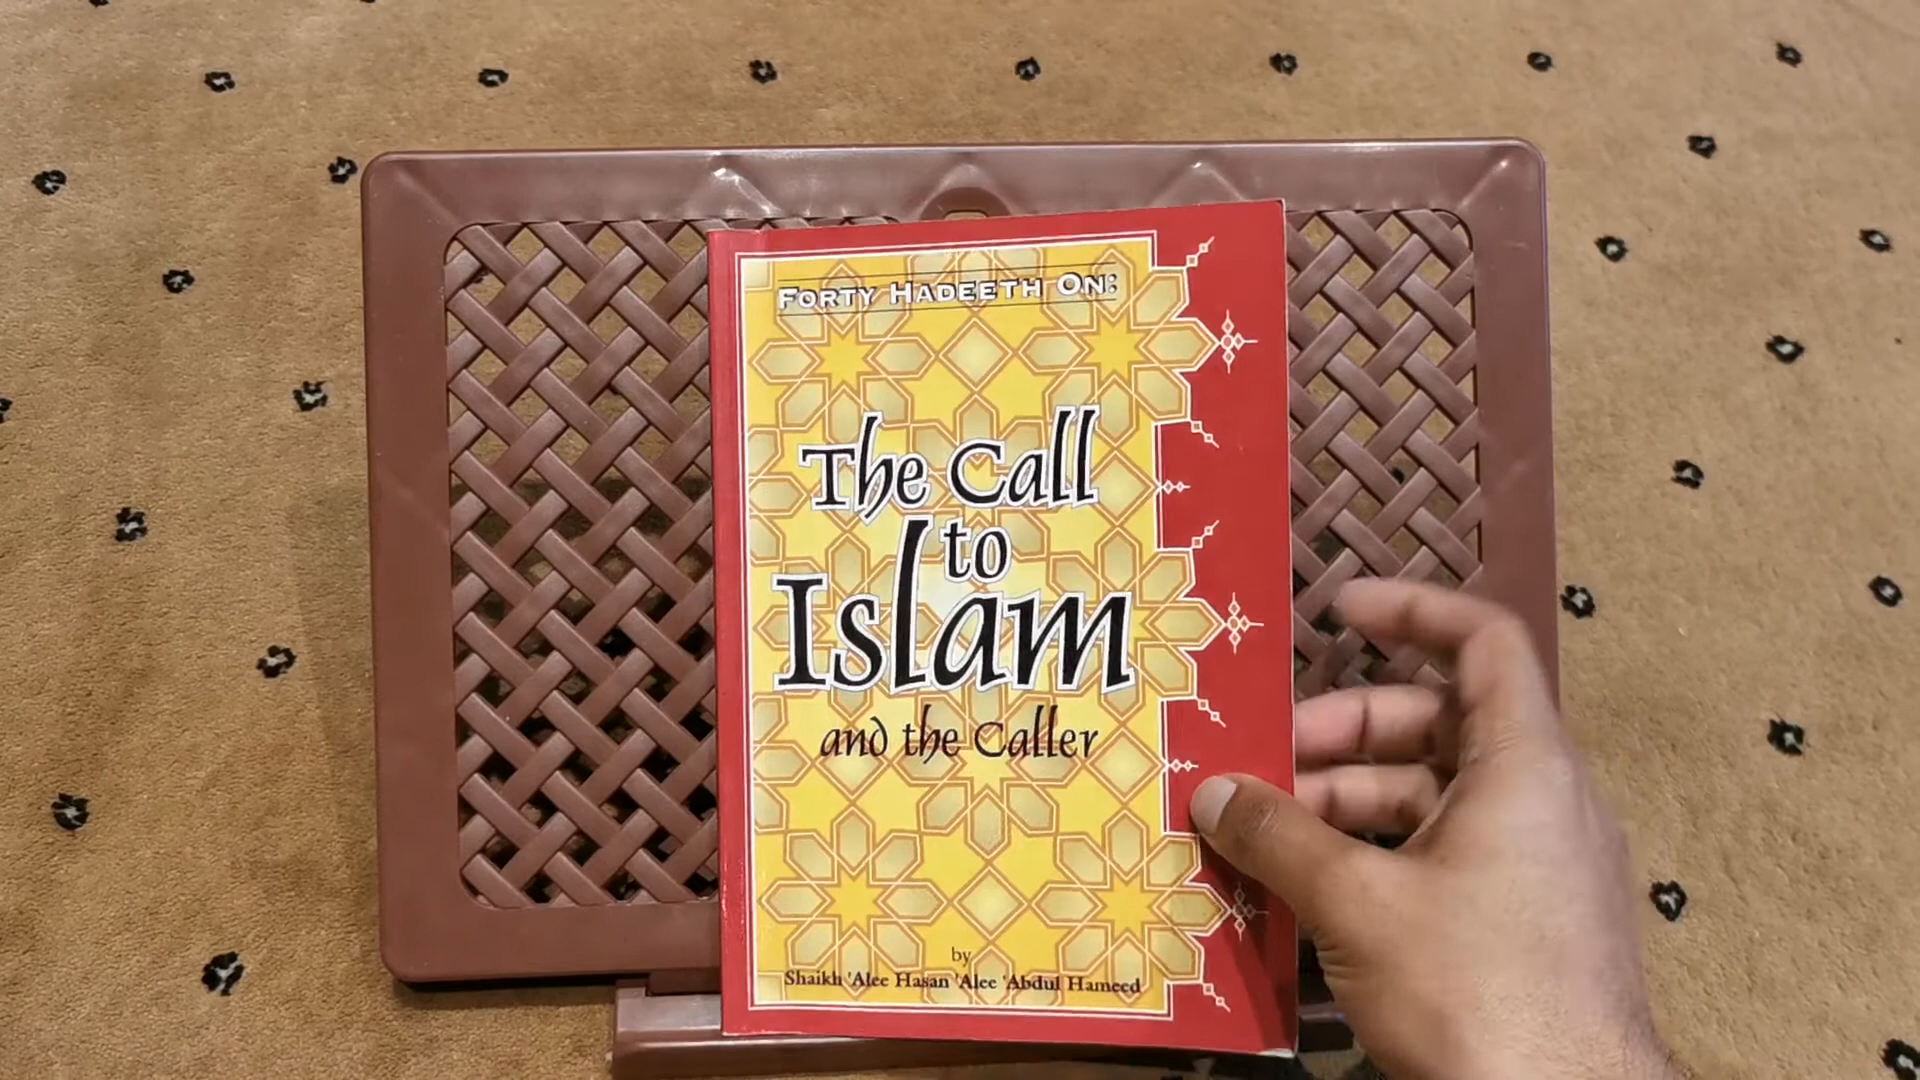 FORTY HADEETH ON:
The Call
to
Islam
and the Caller
by
Shaikh 'Alee Hasan 'Alee 'Abdul Hameed